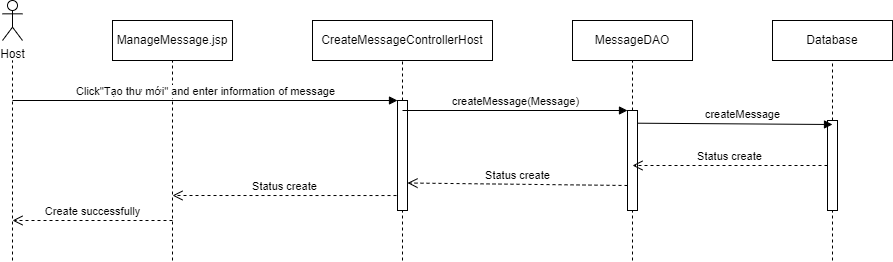 Host
ManageMessage.jsp
CreateMessageControllerHost
MessageDAO
Database
Click"Tạo thư mới" and enter information of message
createMessage(Message)
createMessage
Status create
Status create
Status create
Create successfully